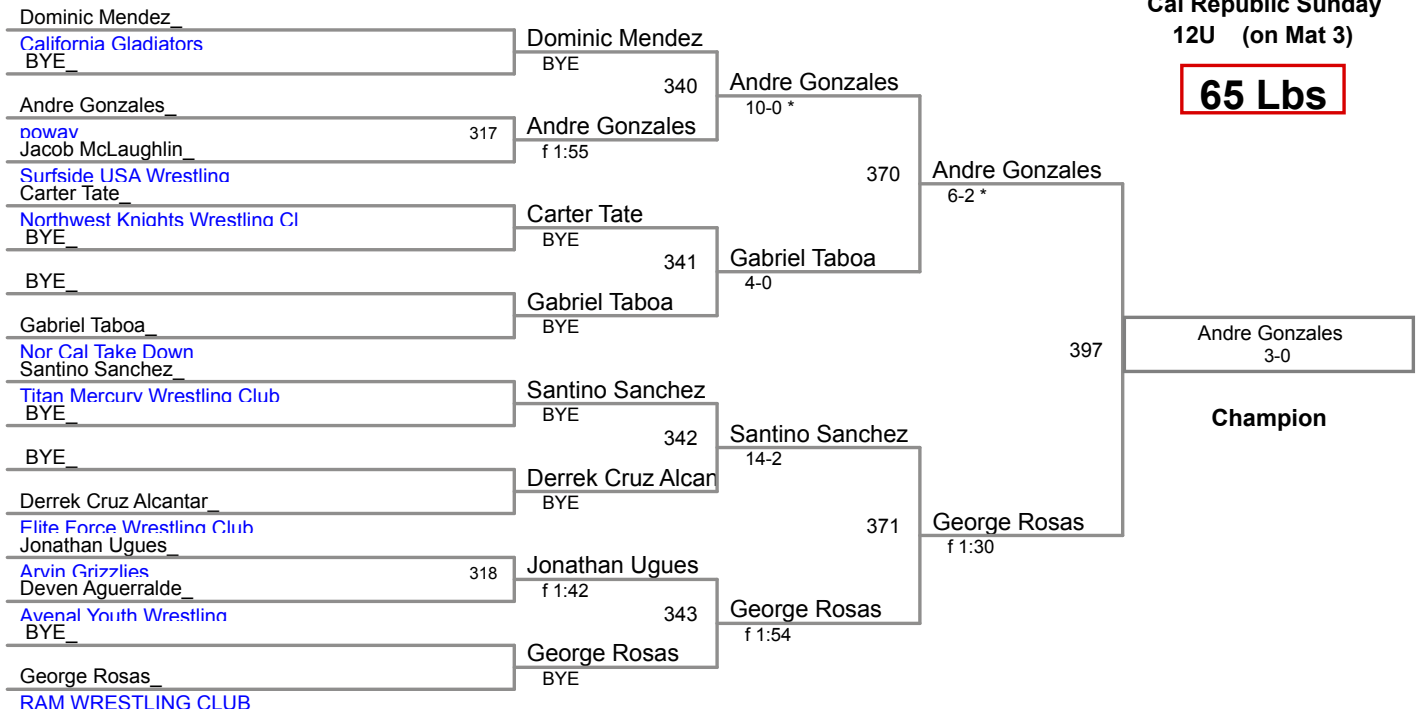 Cal Republic Sunday
12U (on Mat 3)
65 Lbs
Dominic Mendez_
California Gladiators
BYE_
Andre Gonzales_
poway
317
Jacob McLaughlin_
Surfside USA Wrestling
Carter Tate_
Northwest Knights Wrestling Cl
BYE_
BYE_
Gabriel Taboa_
Nor Cal Take Down
Santino Sanchez_
Titan Mercury Wrestling Club
BYE_
BYE_
Derrek Cruz Alcantar_
Elite Force Wrestling Club
Jonathan Ugues_
Arvin Grizzlies
318
Deven Aguerralde_
Avenal Youth Wrestling
BYE_
George Rosas_
RAM WRESTLING CLUB
Dominic Mendez
BYE
340
Andre Gonzales
f 1:55
Carter Tate
BYE
341
Gabriel Taboa
BYE
Santino Sanchez
BYE
342
Derrek Cruz Alcan
BYE
Jonathan Ugues
f 1:42
343
George Rosas
BYE
Andre Gonzales
10-0 *
370
Gabriel Taboa
4-0
Santino Sanchez
14-2
371
George Rosas
f 1:54
Andre Gonzales
6-2 *
397
George Rosas
f 1:30
Andre Gonzales
3-0
Champion